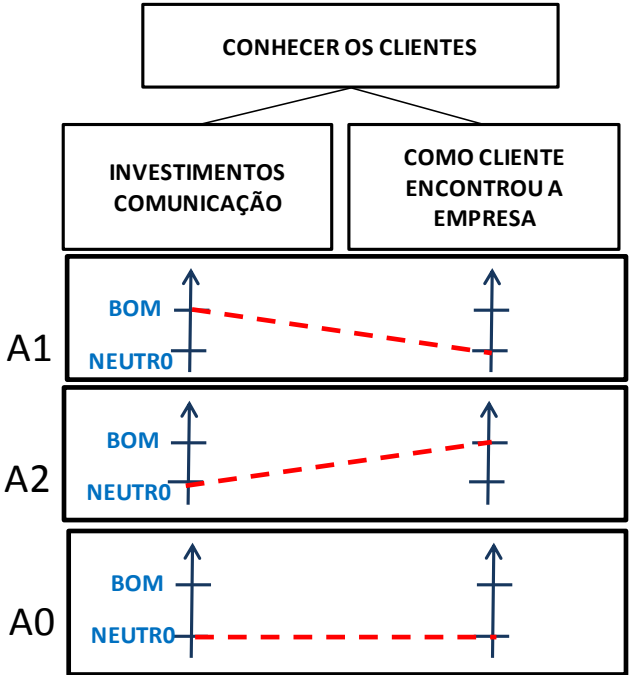 CONHECER OS CLIENTES
INVESTIMENTOS
COMUNICAÇÃO
COMO CLIENTE
ENCONTROU A
EMPRESA
A1
BOM
NEUTR0
A2
BOM
NEUTR0
A0
BOM
NEUTR0